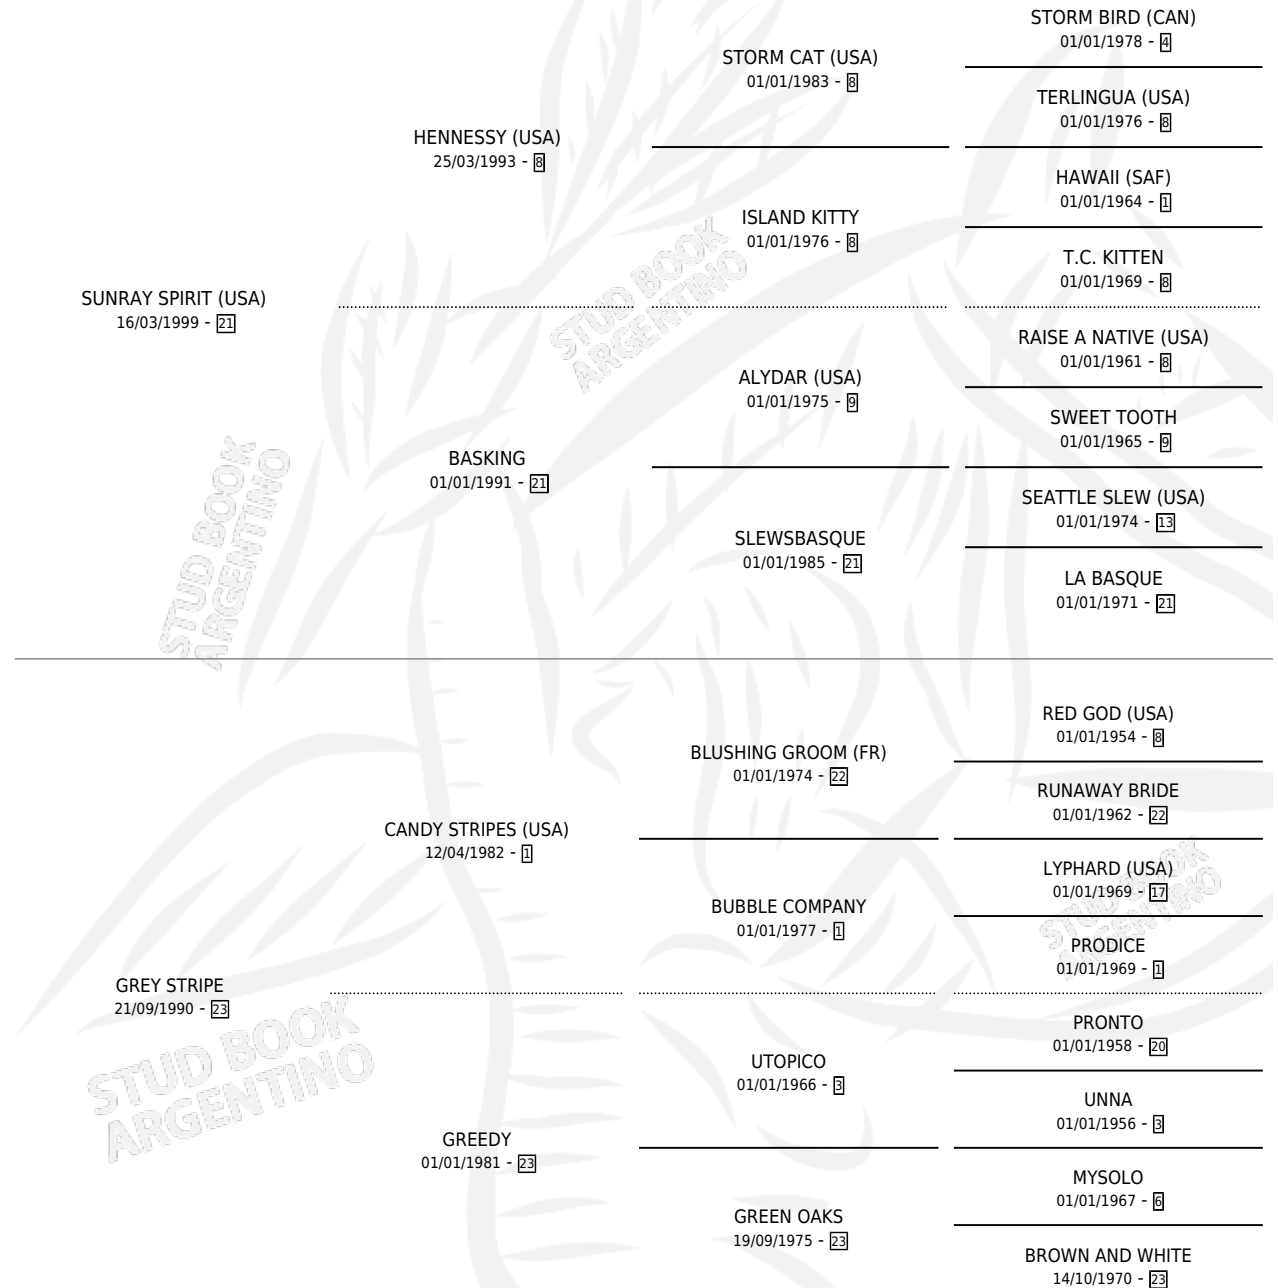 STORM BIRD (CAN)
01/01/1978 - 4
STORM CAT (USA)
01/01/1983 - 8
TERLINGUA (USA)
01/01/1976 - 8
HENNESSY (USA)
25/03/1993 - 8
HAWAII (SAF)
01/01/1964 - 1
ISLAND KITTY
01/01/1976 - 8
T.C. KITTEN
01/01/1969 - 8
SUNRAY SPIRIT (USA)
16/03/1999 - 21
RAISE A NATIVE (USA)
01/01/1961 - 8
ALYDAR (USA)
01/01/1975 - 9
SWEET TOOTH
01/01/1965 - 9
BASKING
01/01/1991 - 21
SEATTLE SLEW (USA)
01/01/1974 - 13
SLEWSBASQUE
01/01/1985 - 21
LA BASQUE
01/01/1971 - 21
RED GOD (USA)
01/01/1954 - 8
BLUSHING GROOM (FR)
01/01/1974 - 22
RUNAWAY BRIDE
01/01/1962 - 22
CANDY STRIPES (USA)
12/04/1982 - 1
LYPHARD (USA)
01/01/1969 - 17
BUBBLE COMPANY
01/01/1977 - 1
PRODICE
01/01/1969 - 1
GREY STRIPE
21/09/1990 - 23
PRONTO
01/01/1958 - 20
UTOPICO
01/01/1966 - 3
UNNA
01/01/1956 - 3
GREEDY
01/01/1981 - 23
MYSOLO
01/01/1967 - 6
GREEN OAKS
19/09/1975 - 23
BROWN AND WHITE
14/10/1970 - 23
STUD BOOK
ARGENTINO
STUD BOOK
ARGENTINO
STUD BOOK
ARGENTINO
STUD BOOK
ARGENTINO